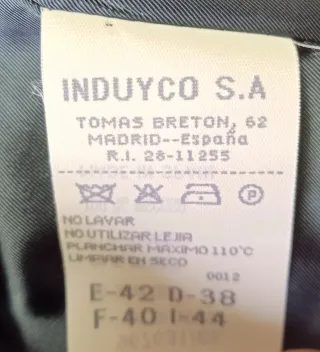 INDUYCO S.A
TOMAS BRETON, 62
MADRID--España
R.I. 28-11255
P
NO LAVAR
NO UTILIZAR LEJIA
PLANCHAR MAXIMO 110°C
LIMPIAR EN SECO
0012
E-42 D-38
F-40 I-44